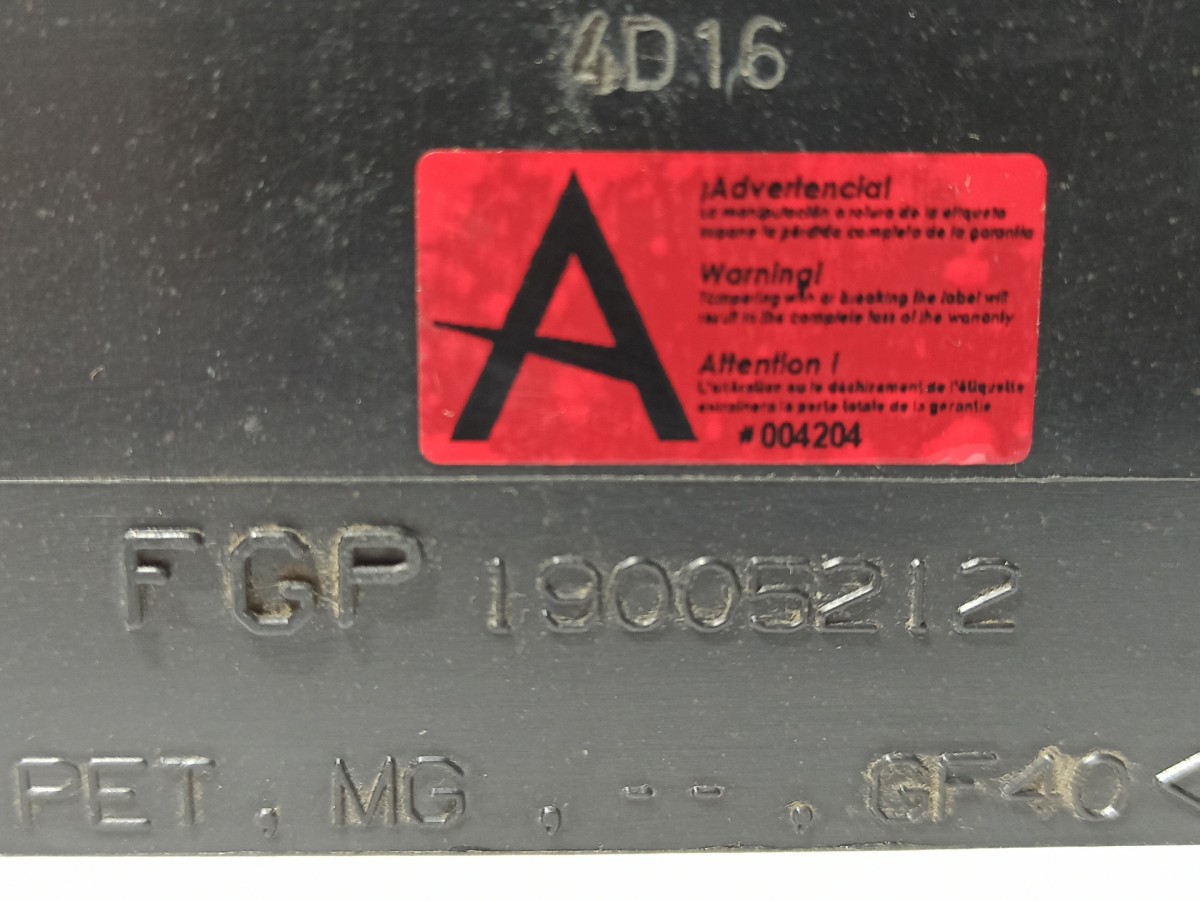 4D16
A
¡Advertencia!
La manipulación o rotura de la etiqueta
supone la pérdida completa de la garantía
Warning!
Tampering with or breaking the label will
result in the complete loss of the warranty
Attention !
L'altération ou le déchirement de l'étiquette
entraînera la perte totale de la garantie
# 004204
FGP 19005212
PET , MG , -- , GF40 <